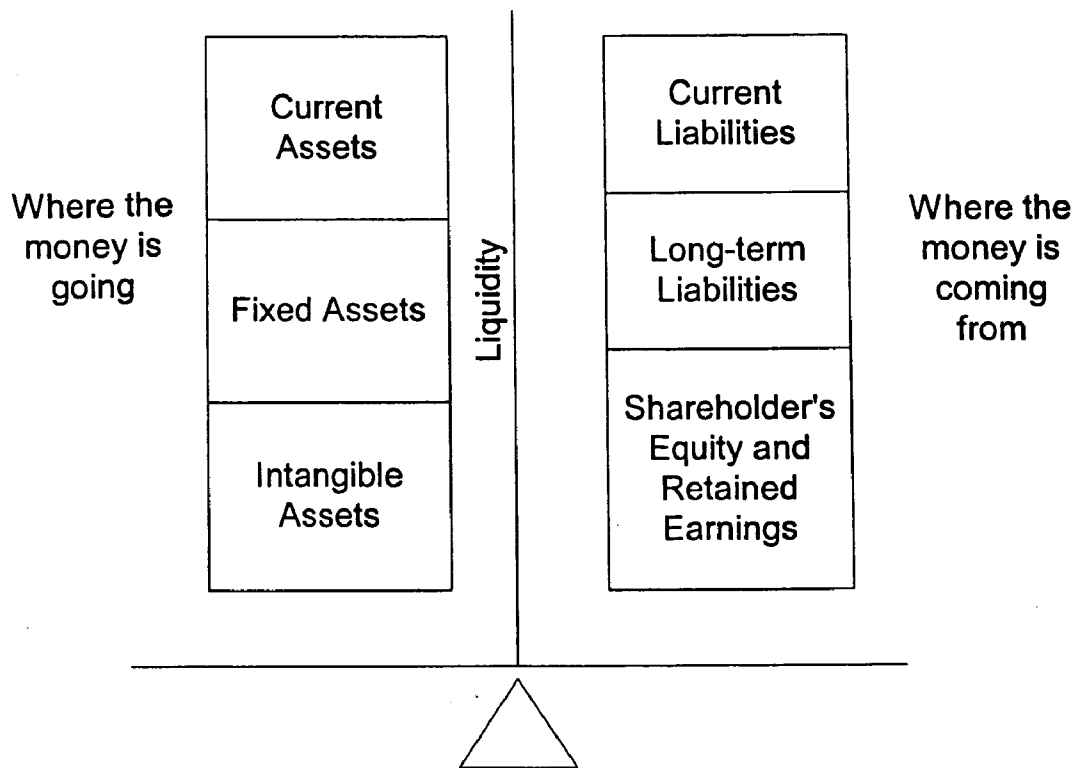 Where the
money is
going
Current
Assets
Fixed Assets
Intangible
Assets
Liquidity
Current
Liabilities
Long-term
Liabilities
Shareholder's
Equity and
Retained
Earnings
Where the
money is
coming
from